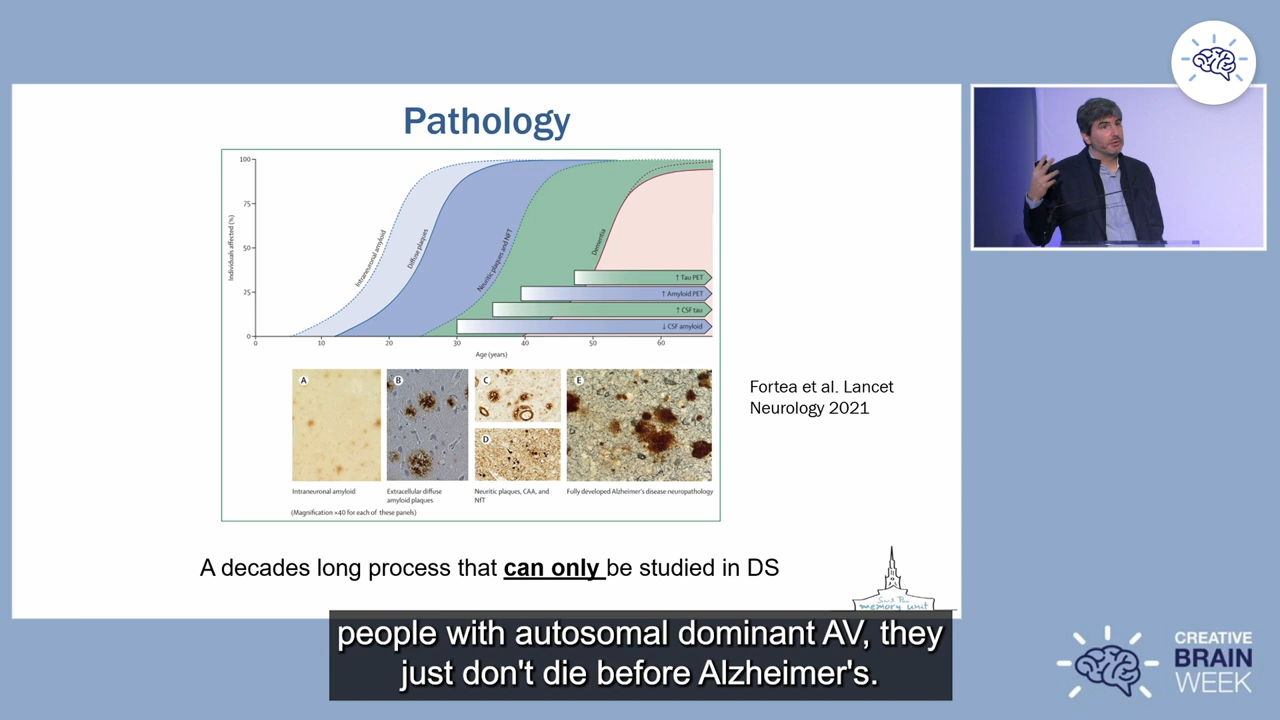 Pathology
100
75
50
25
0
Individuals affected (%)
Intraneuronal amyloid
Diffuse plaques
Neuritic plaques and NFT
Dementia
↑ Tau PET
↑ Amyloid PET
↑ CSF tau
↓ CSF amyloid
0 10 20 30 40 50 60
Age (years)
A
B
C
D
E
Intraneuronal amyloid
Extracellular diffuse
amyloid plaques
Neuritic plaques, CAA, and
NfT
Fully developed Alzheimer's disease neuropathology
(Magnification ×40 for each of these panels)
Fortea et al. Lancet
Neurology 2021
A decades long process that can only be studied in DS
Sant Pau
memory unit
people with autosomal dominant AV, they
just don't die before Alzheimer's.
CREATIVE
BRAIN
WEEK